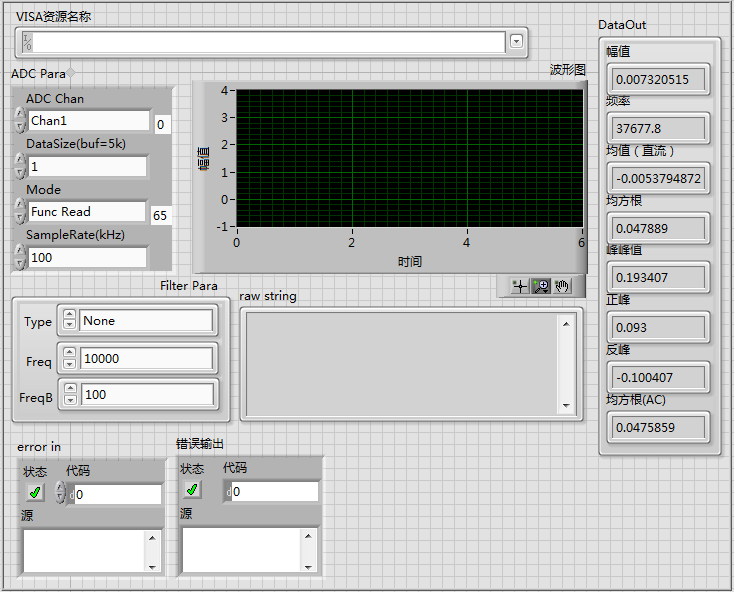 VISA资源名称
I/O
ADC Para
ADC Chan
Chan1
0
DataSize(buf=5k)
1
Mode
Func Read
65
SampleRate(kHz)
100
波形图
幅值
4
3
2
1
0
-1
0
2
4
6
时间
Filter Para
Type
None
Freq
10000
FreqB
100
raw string
error in
状态
代码
d0
源
错误输出
状态
代码
d0
源
DataOut
幅值
0.007320515
频率
37677.8
均值（直流）
-0.0053794872
均方根
0.047889
峰峰值
0.193407
正峰
0.093
反峰
-0.100407
均方根(AC)
0.0475859